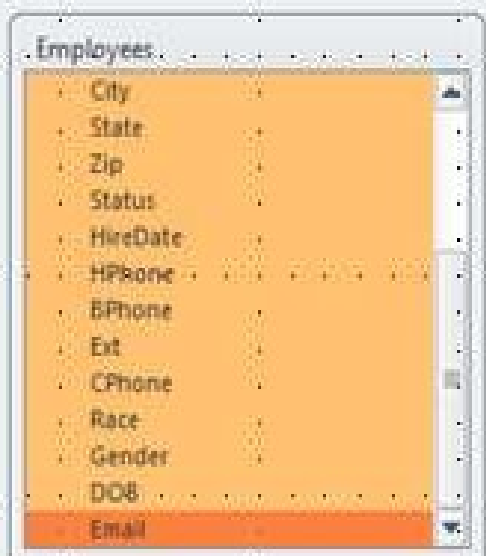 Employees
City
State
Zip
Status
HireDate
HPhone
BPhone
Ext
CPhone
Race
Gender
DOB
Email